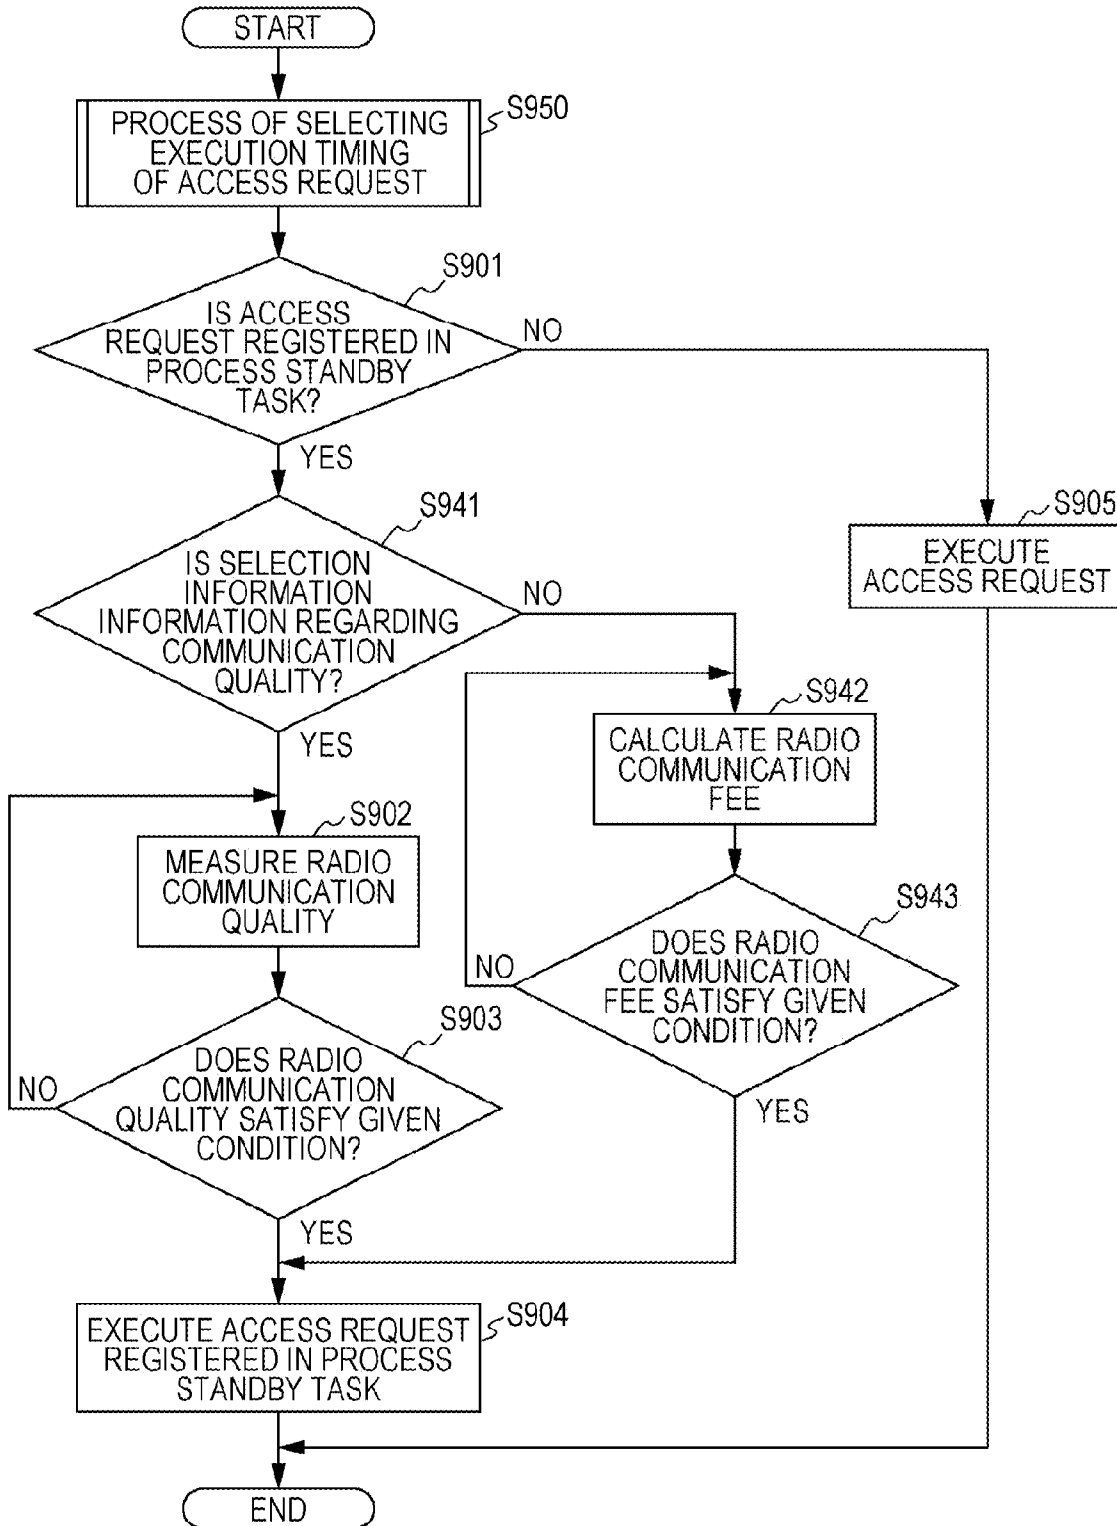 START
S950
PROCESS OF SELECTING
EXECUTION TIMING
OF ACCESS REQUEST
S901
IS ACCESS
REQUEST REGISTERED IN
PROCESS STANDBY
TASK?
NO
YES
S941
IS SELECTION
INFORMATION
INFORMATION REGARDING
COMMUNICATION
QUALITY?
NO
YES
S905
EXECUTE
ACCESS REQUEST
S942
CALCULATE RADIO
COMMUNICATION
FEE
S902
MEASURE RADIO
COMMUNICATION
QUALITY
S943
DOES RADIO
COMMUNICATION
FEE SATISFY GIVEN
CONDITION?
NO
YES
S903
DOES RADIO
COMMUNICATION
QUALITY SATISFY GIVEN
CONDITION?
NO
YES
S904
EXECUTE ACCESS REQUEST
REGISTERED IN PROCESS
STANDBY TASK
END